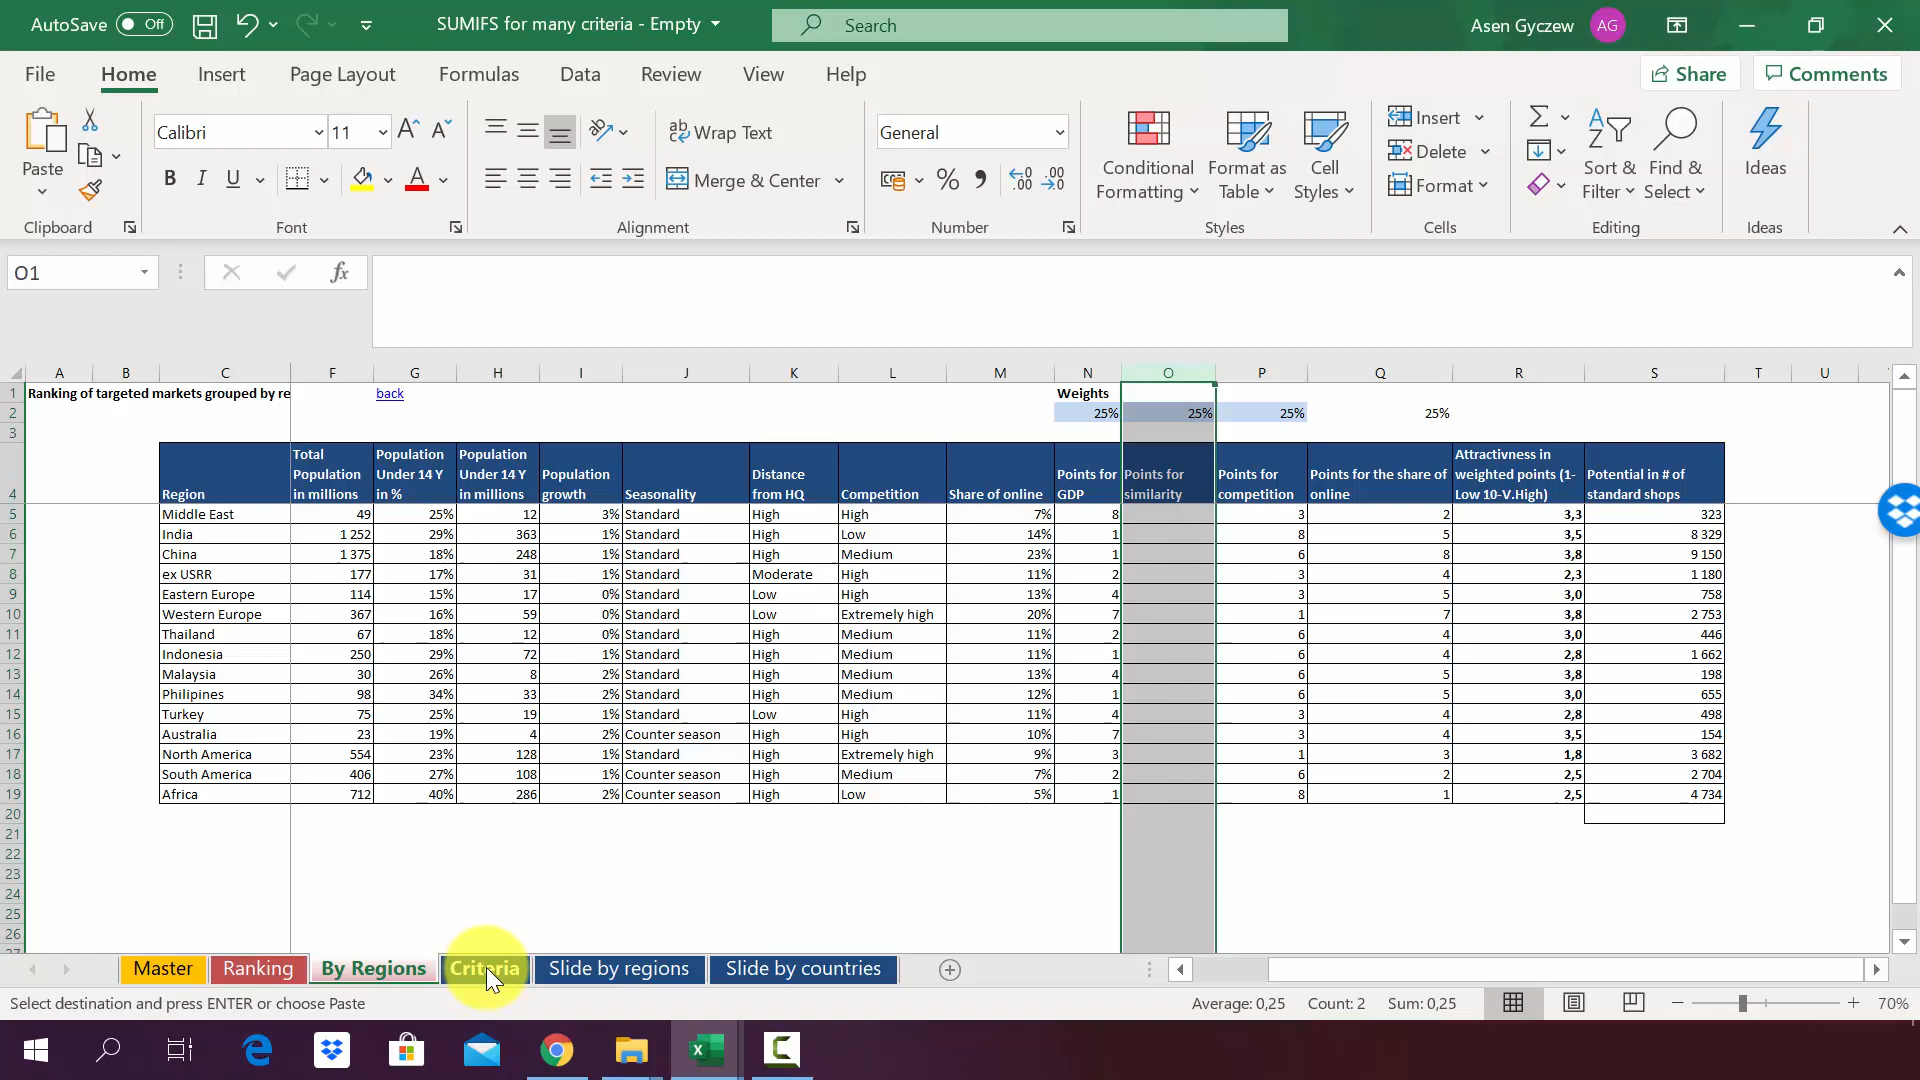 AutoSave Off SUMIFS for many criteria - Empty Search Asen Gyczew AG
File Home Insert Page Layout Formulas Data Review View Help Share Comments
Calibri 11 Wrap Text General Insert
Paste Merge & Center Conditional Formatting Format as Table Cell Styles Delete Sort & Filter Find & Select Ideas
Format
Clipboard Font Alignment Number Styles Cells Editing Ideas
O1 fx
A B C F G H I J K L M N O P Q R S T U
1 Ranking of targeted markets grouped by re back Weights
2 25% 25% 25% 25%
3
4 Region Total Population in millions Population Under 14 Y in % Population Under 14 Y in millions Population growth Seasonality Distance from HQ Competition Share of online Points for GDP Points for similarity Points for competition Points for the share of online Attractivness in weighted points (1-Low 10-V.High) Potential in # of standard shops
5 Middle East 49 25% 12 3% Standard High High 7% 8 3 2 3,3 323
6 India 1 252 29% 363 1% Standard High Low 14% 1 8 5 3,5 8 329
7 China 1 375 18% 248 1% Standard High Medium 23% 1 6 8 3,8 9 150
8 ex USRR 177 17% 31 1% Standard Moderate High 11% 2 3 4 2,3 1 180
9 Eastern Europe 114 15% 17 0% Standard Low High 13% 4 3 5 3,0 758
10 Western Europe 367 16% 59 0% Standard Low Extremely high 20% 7 1 7 3,8 2 753
11 Thailand 67 18% 12 0% Standard High Medium 11% 2 6 4 3,0 446
12 Indonesia 250 29% 72 1% Standard High Medium 11% 1 6 4 2,8 1 662
13 Malaysia 30 26% 8 2% Standard High Medium 13% 4 6 5 3,8 198
14 Philipines 98 34% 33 2% Standard High Medium 12% 1 6 5 3,0 655
15 Turkey 75 25% 19 1% Standard Low High 11% 4 3 4 2,8 498
16 Australia 23 19% 4 2% Counter season High High 10% 7 3 4 3,5 154
17 North America 554 23% 128 1% Standard High Extremely high 9% 3 1 3 1,8 3 682
18 South America 406 27% 108 1% Counter season High Medium 7% 2 6 2 2,5 2 704
19 Africa 712 40% 286 2% Counter season High Low 5% 1 8 1 2,5 4 734
20
21
22
23
24
25
26
27
Master Ranking By Regions Criteria Slide by regions Slide by countries
Select destination and press ENTER or choose Paste Average: 0,25 Count: 2 Sum: 0,25 70%